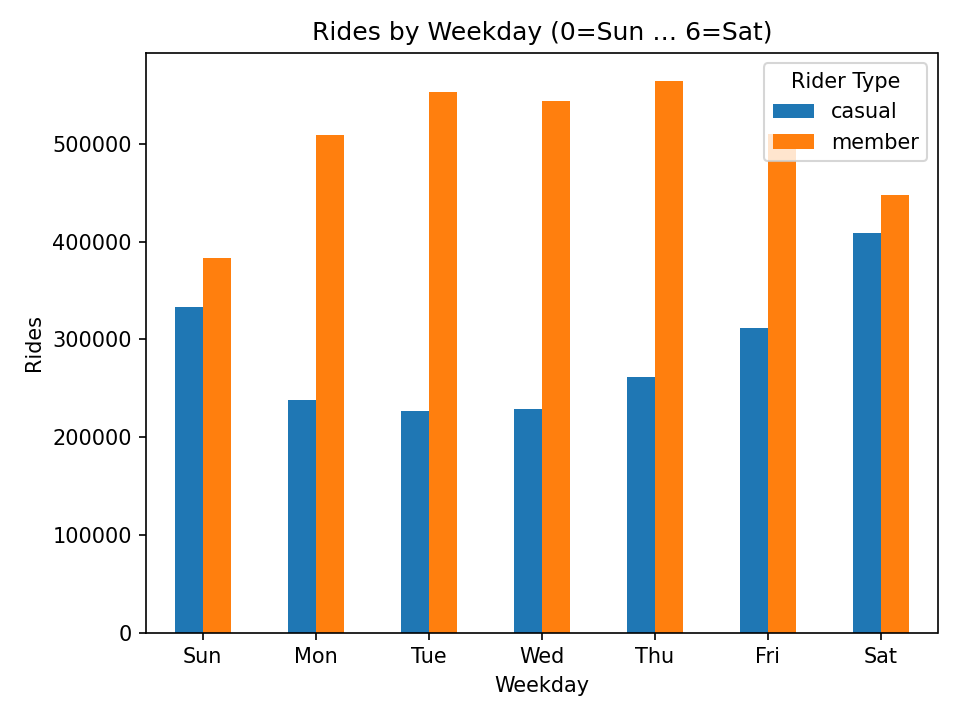 Rides by Weekday (0=Sun … 6=Sat)
Rider Type
casual
member
Rides
500000
400000
300000
200000
100000
0
Sun Mon Tue Wed Thu Fri Sat
Weekday